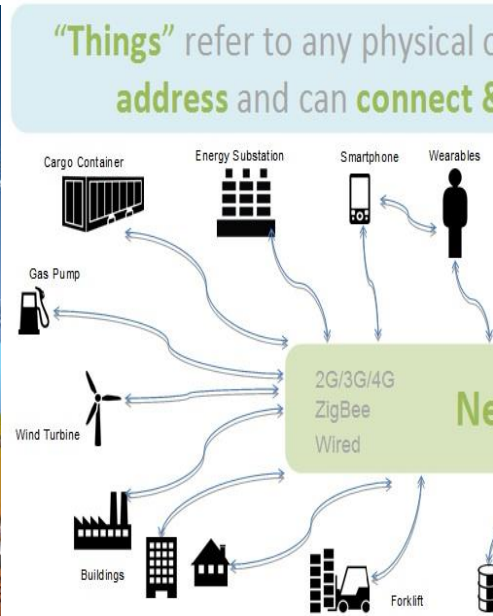 “Things” refer to any physical
address and can connect &
Cargo Container
Energy Substation
Smartphone
Wearables
Gas Pump
2G/3G/4G
ZigBee
Wired
Wind Turbine
Buildings
Forklift